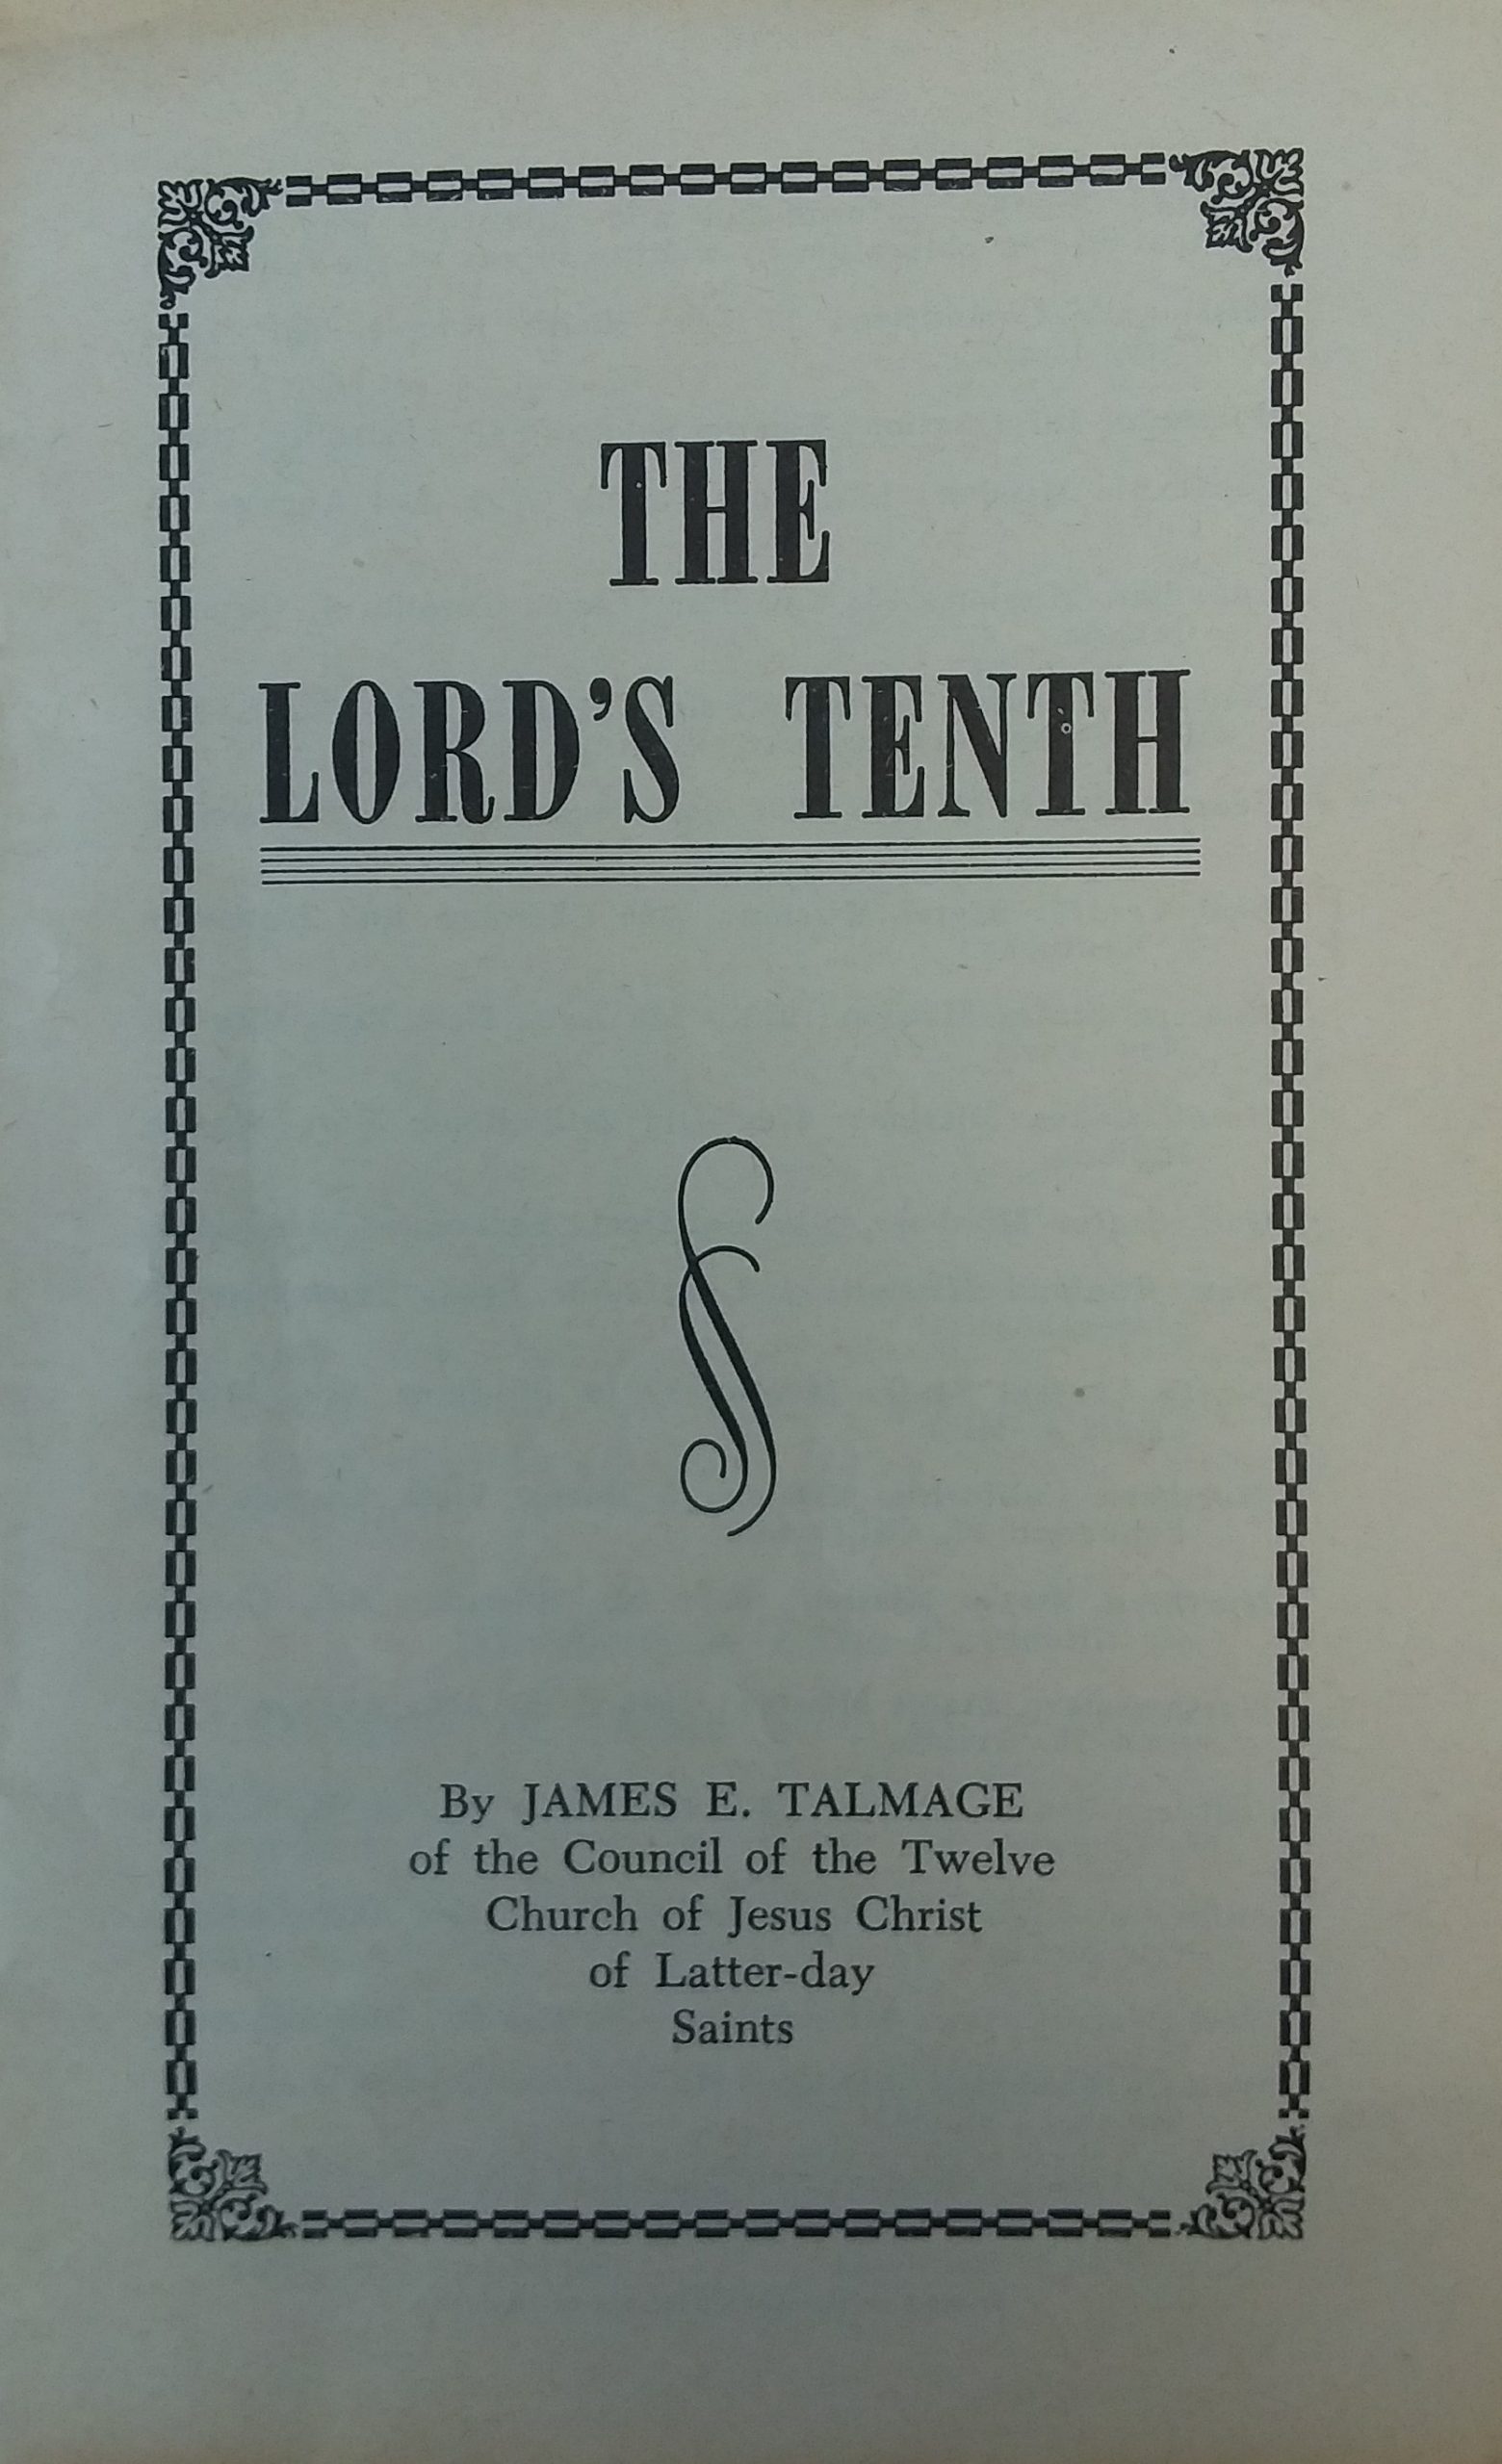 THE
LORD'S TENTH
By JAMES E. TALMAGE
of the Council of the Twelve
Church of Jesus Christ
of Latter-day
Saints